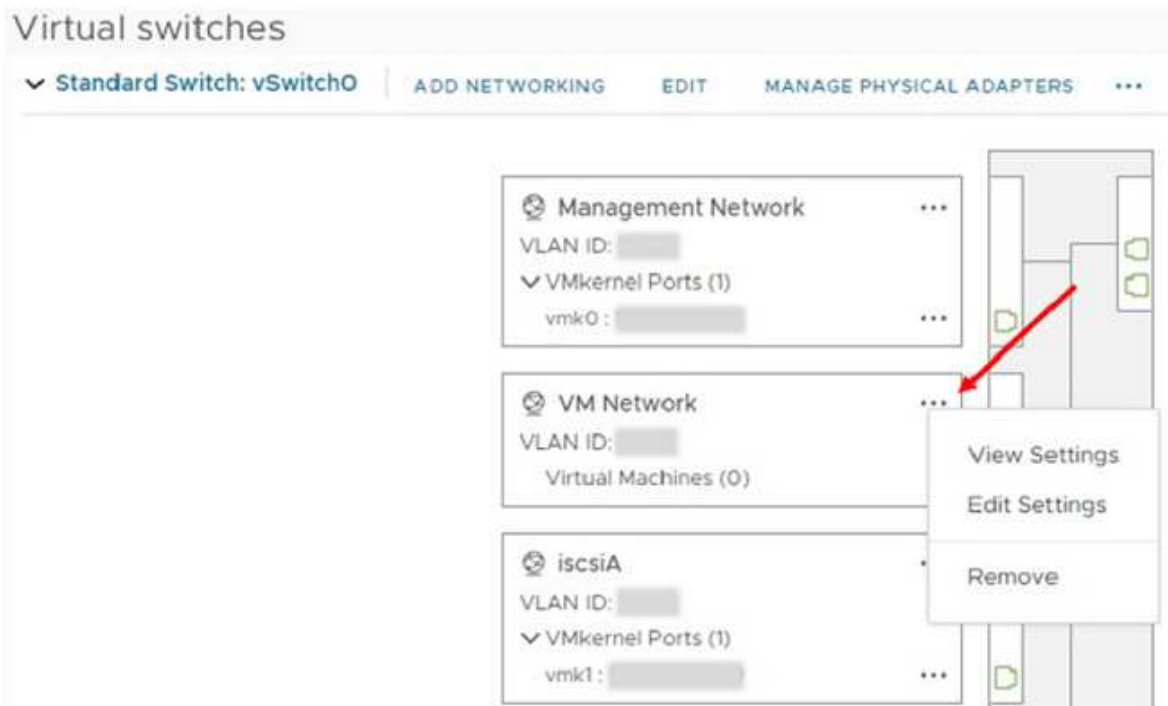 Virtual switches
Standard Switch: vSwitch0 ADD NETWORKING EDIT MANAGE PHYSICAL ADAPTERS ...
Management Network ...
VLAN ID:
VMkernel Ports (1)
vmk0 : ...
VM Network ...
VLAN ID:
Virtual Machines (0)
View Settings
Edit Settings
Remove
iscsiA
VLAN ID:
VMkernel Ports (1)
vmk1 : ...